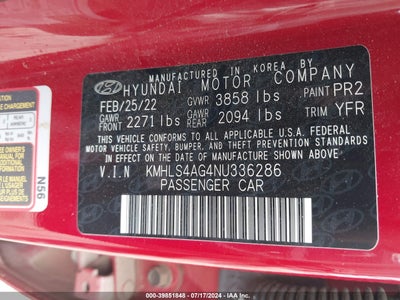 MANUFACTURED IN KOREA BY
HYUNDAI MOTOR COMPANY
FEB/25/22 GVWR 3858 lbs PAINT PR2
GAWR FRONT 2271 lbs GAWR REAR 2094 lbs TRIM YFR
THIS VEHICLE CONFORMS TO ALL APPLICABLE U.S.
FEDERAL MOTOR VEHICLE SAFETY, BUMPER, AND THEFT PREVENTION STANDARDS
IN EFFECT ON THE DATE OF MANUFACTURE SHOWN ABOVE.
V.I.N KMHLS4AG4NU336286
PASSENGER CAR
N56
000-39851848 - 07/17/2024 - IAAI.COM